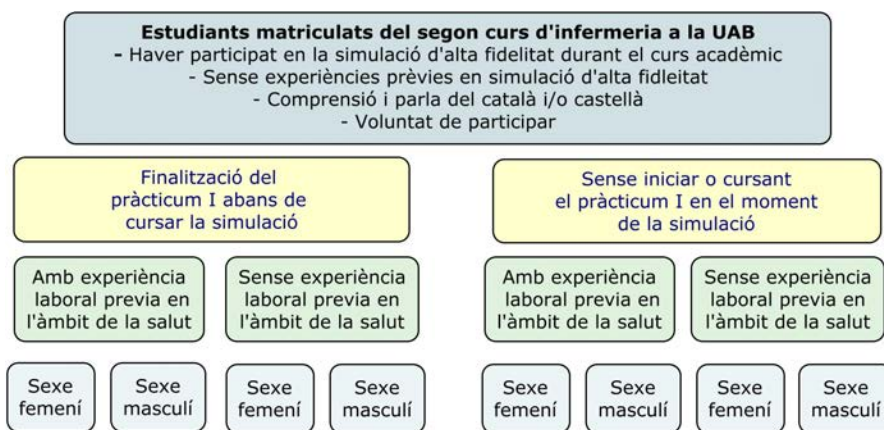 Estudiants matriculats del segon curs d'infermeria a la UAB
- Haver participat en la simulació d'alta fidelitat durant el curs acadèmic
- Sense experiències prèvies en simulació d'alta fidleitat
- Comprensió i parla del català i/o castellà
- Voluntat de participar
Finalització del
pràcticum I abans de
cursar la simulació
Sense iniciar o cursant
el pràcticum I en el moment
de la simulació
Amb experiència
laboral previa en
l'àmbit de la salut
Sense experiència
laboral previa en
l'àmbit de la salut
Amb experiència
laboral previa en
l'àmbit de la salut
Sense experiència
laboral previa en
l'àmbit de la salut
Sexe
femení
Sexe
masculí
Sexe
femení
Sexe
masculí
Sexe
femení
Sexe
masculí
Sexe
femení
Sexe
masculí